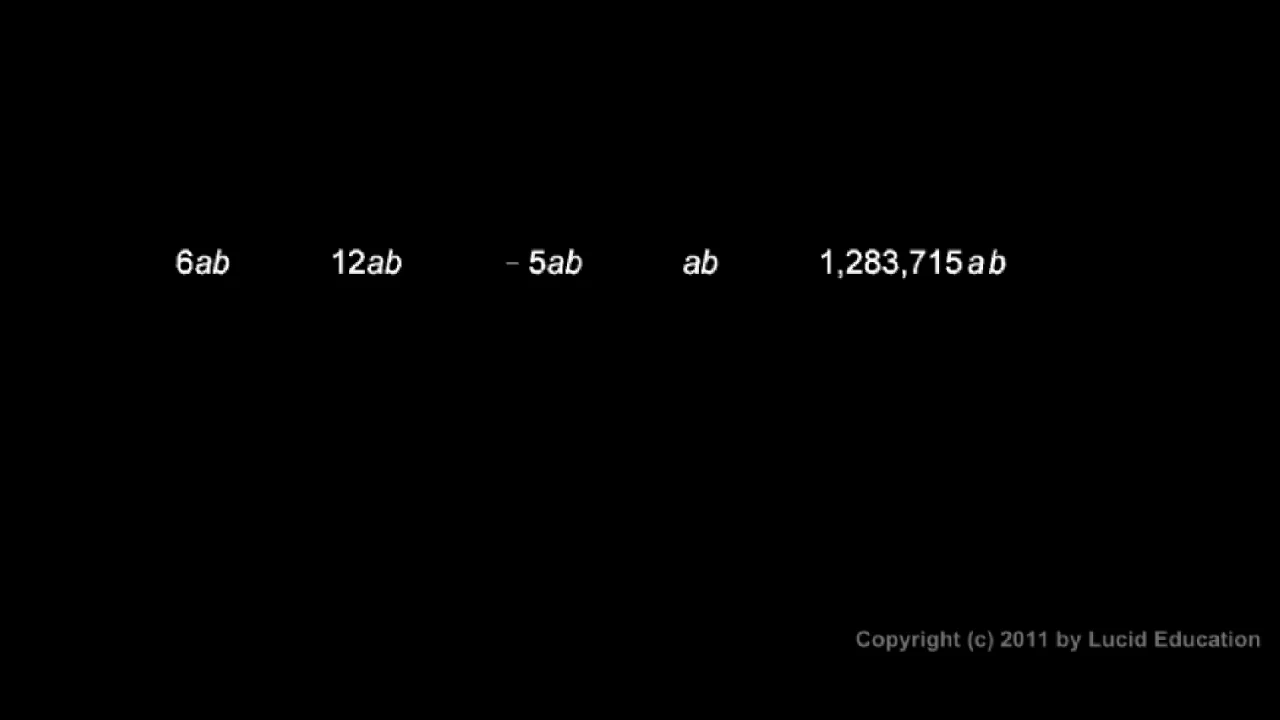 6ab 12ab – 5ab ab 1,283,715ab
Copyright (c) 2011 by Lucid Education